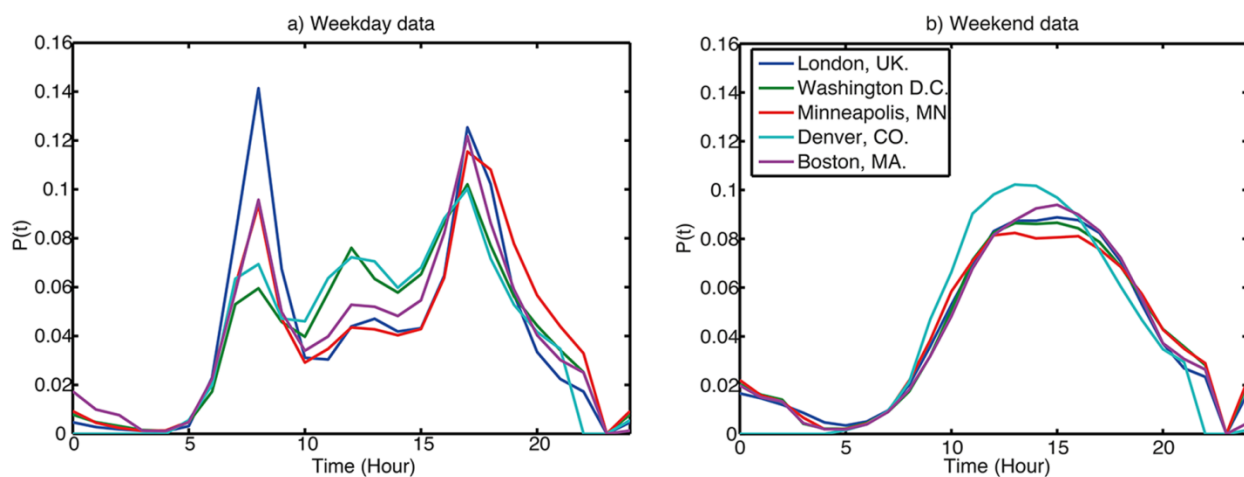 a) Weekday data
0.16
0.14
0.12
0.1
0.08
0.06
0.04
0.02
0
P(t)
0
5
10
15
20
Time (Hour)
b) Weekend data
0.16
0.14
0.12
0.1
0.08
0.06
0.04
0.02
0
P(t)
London, UK.
Washington D.C.
Minneapolis, MN
Denver, CO.
Boston, MA.
0
5
10
15
20
Time (Hour)